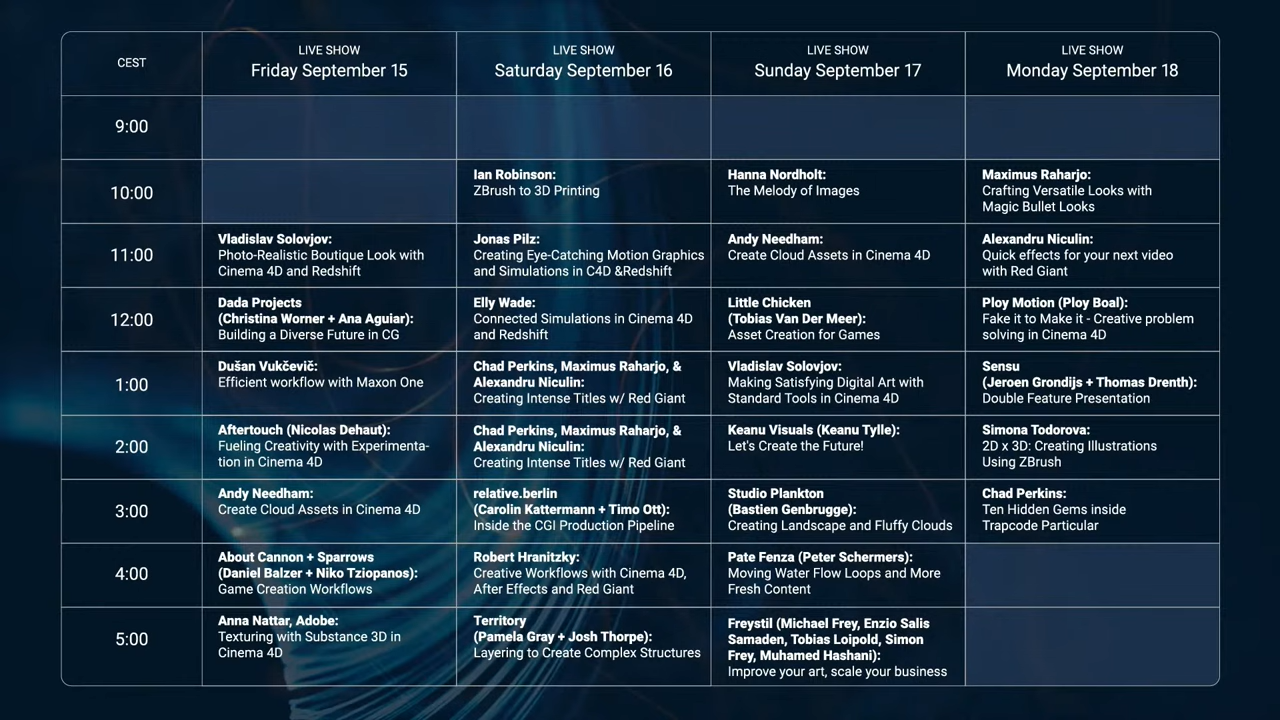 CEST
LIVE SHOW
Friday September 15
LIVE SHOW
Saturday September 16
LIVE SHOW
Sunday September 17
LIVE SHOW
Monday September 18
9:00
10:00
Ian Robinson:
ZBrush to 3D Printing
Hanna Nordholt:
The Melody of Images
Maximus Raharjo:
Crafting Versatile Looks with
Magic Bullet Looks
11:00
Vladislav Solovjov:
Photo-Realistic Boutique Look with
Cinema 4D and Redshift
Jonas Pilz:
Creating Eye-Catching Motion Graphics
and Simulations in C4D &Redshift
Andy Needham:
Create Cloud Assets in Cinema 4D
Alexandru Niculin:
Quick effects for your next video
with Red Giant
12:00
Dada Projects
(Christina Worner + Ana Aguiar):
Building a Diverse Future in CG
Elly Wade:
Connected Simulations in Cinema 4D
and Redshift
Little Chicken
(Tobias Van Der Meer):
Asset Creation for Games
Ploy Motion (Ploy Boal):
Fake it to Make it - Creative problem
solving in Cinema 4D
1:00
Dušan Vukčevič:
Efficient workflow with Maxon One
Chad Perkins, Maximus Raharjo, &
Alexandru Niculin:
Creating Intense Titles w/ Red Giant
Vladislav Solovjov:
Making Satisfying Digital Art with
Standard Tools in Cinema 4D
Sensu
(Jeroen Grondijs + Thomas Drenth):
Double Feature Presentation
2:00
Aftertouch (Nicolas Dehaut):
Fueling Creativity with Experimenta-
tion in Cinema 4D
Chad Perkins, Maximus Raharjo, &
Alexandru Niculin:
Creating Intense Titles w/ Red Giant
Keanu Visuals (Keanu Tylle):
Let's Create the Future!
Simona Todorova:
2D x 3D: Creating Illustrations
Using ZBrush
3:00
Andy Needham:
Create Cloud Assets in Cinema 4D
relative.berlin
(Carolin Kattermann + Timo Ott):
Inside the CGI Production Pipeline
Studio Plankton
(Bastien Genbrugge):
Creating Landscape and Fluffy Clouds
Chad Perkins:
Ten Hidden Gems inside
Trapcode Particular
4:00
About Cannon + Sparrows
(Daniel Balzer + Niko Tziopanos):
Game Creation Workflows
Robert Hranitzky:
Creative Workflows with Cinema 4D,
After Effects and Red Giant
Pate Fenza (Peter Schermers):
Moving Water Flow Loops and More
Fresh Content
5:00
Anna Nattar, Adobe:
Texturing with Substance 3D in
Cinema 4D
Territory
(Pamela Gray + Josh Thorpe):
Layering to Create Complex Structures
Freystil (Michael Frey, Enzio Salis
Samaden, Tobias Loipold, Simon
Frey, Muhamed Hashani):
Improve your art, scale your business